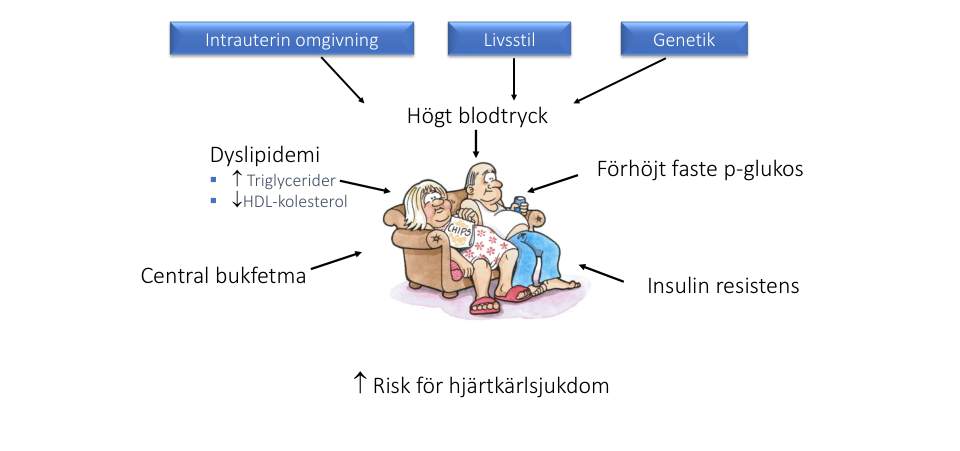 Intrauterin omgivning
Livsstil
Genetik
Högt blodtryck
Dyslipidemi
▪ ↑ Triglycerider
▪ ↓HDL-kolesterol
Förhöjt faste p-glukos
CHIPS
Central bukfetma
Insulin resistens
↑ Risk för hjärtkärlsjukdom